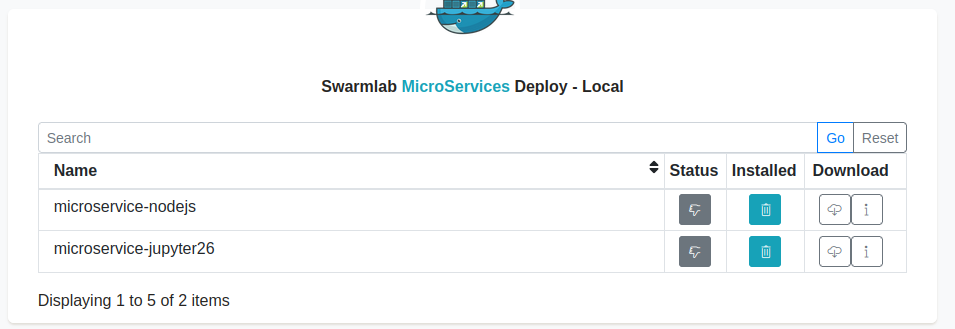 Swarmlab MicroServices Deploy - Local
Search Go Reset
Name Status Installed Download
microservice-nodejs
microservice-jupyter26
Displaying 1 to 5 of 2 items